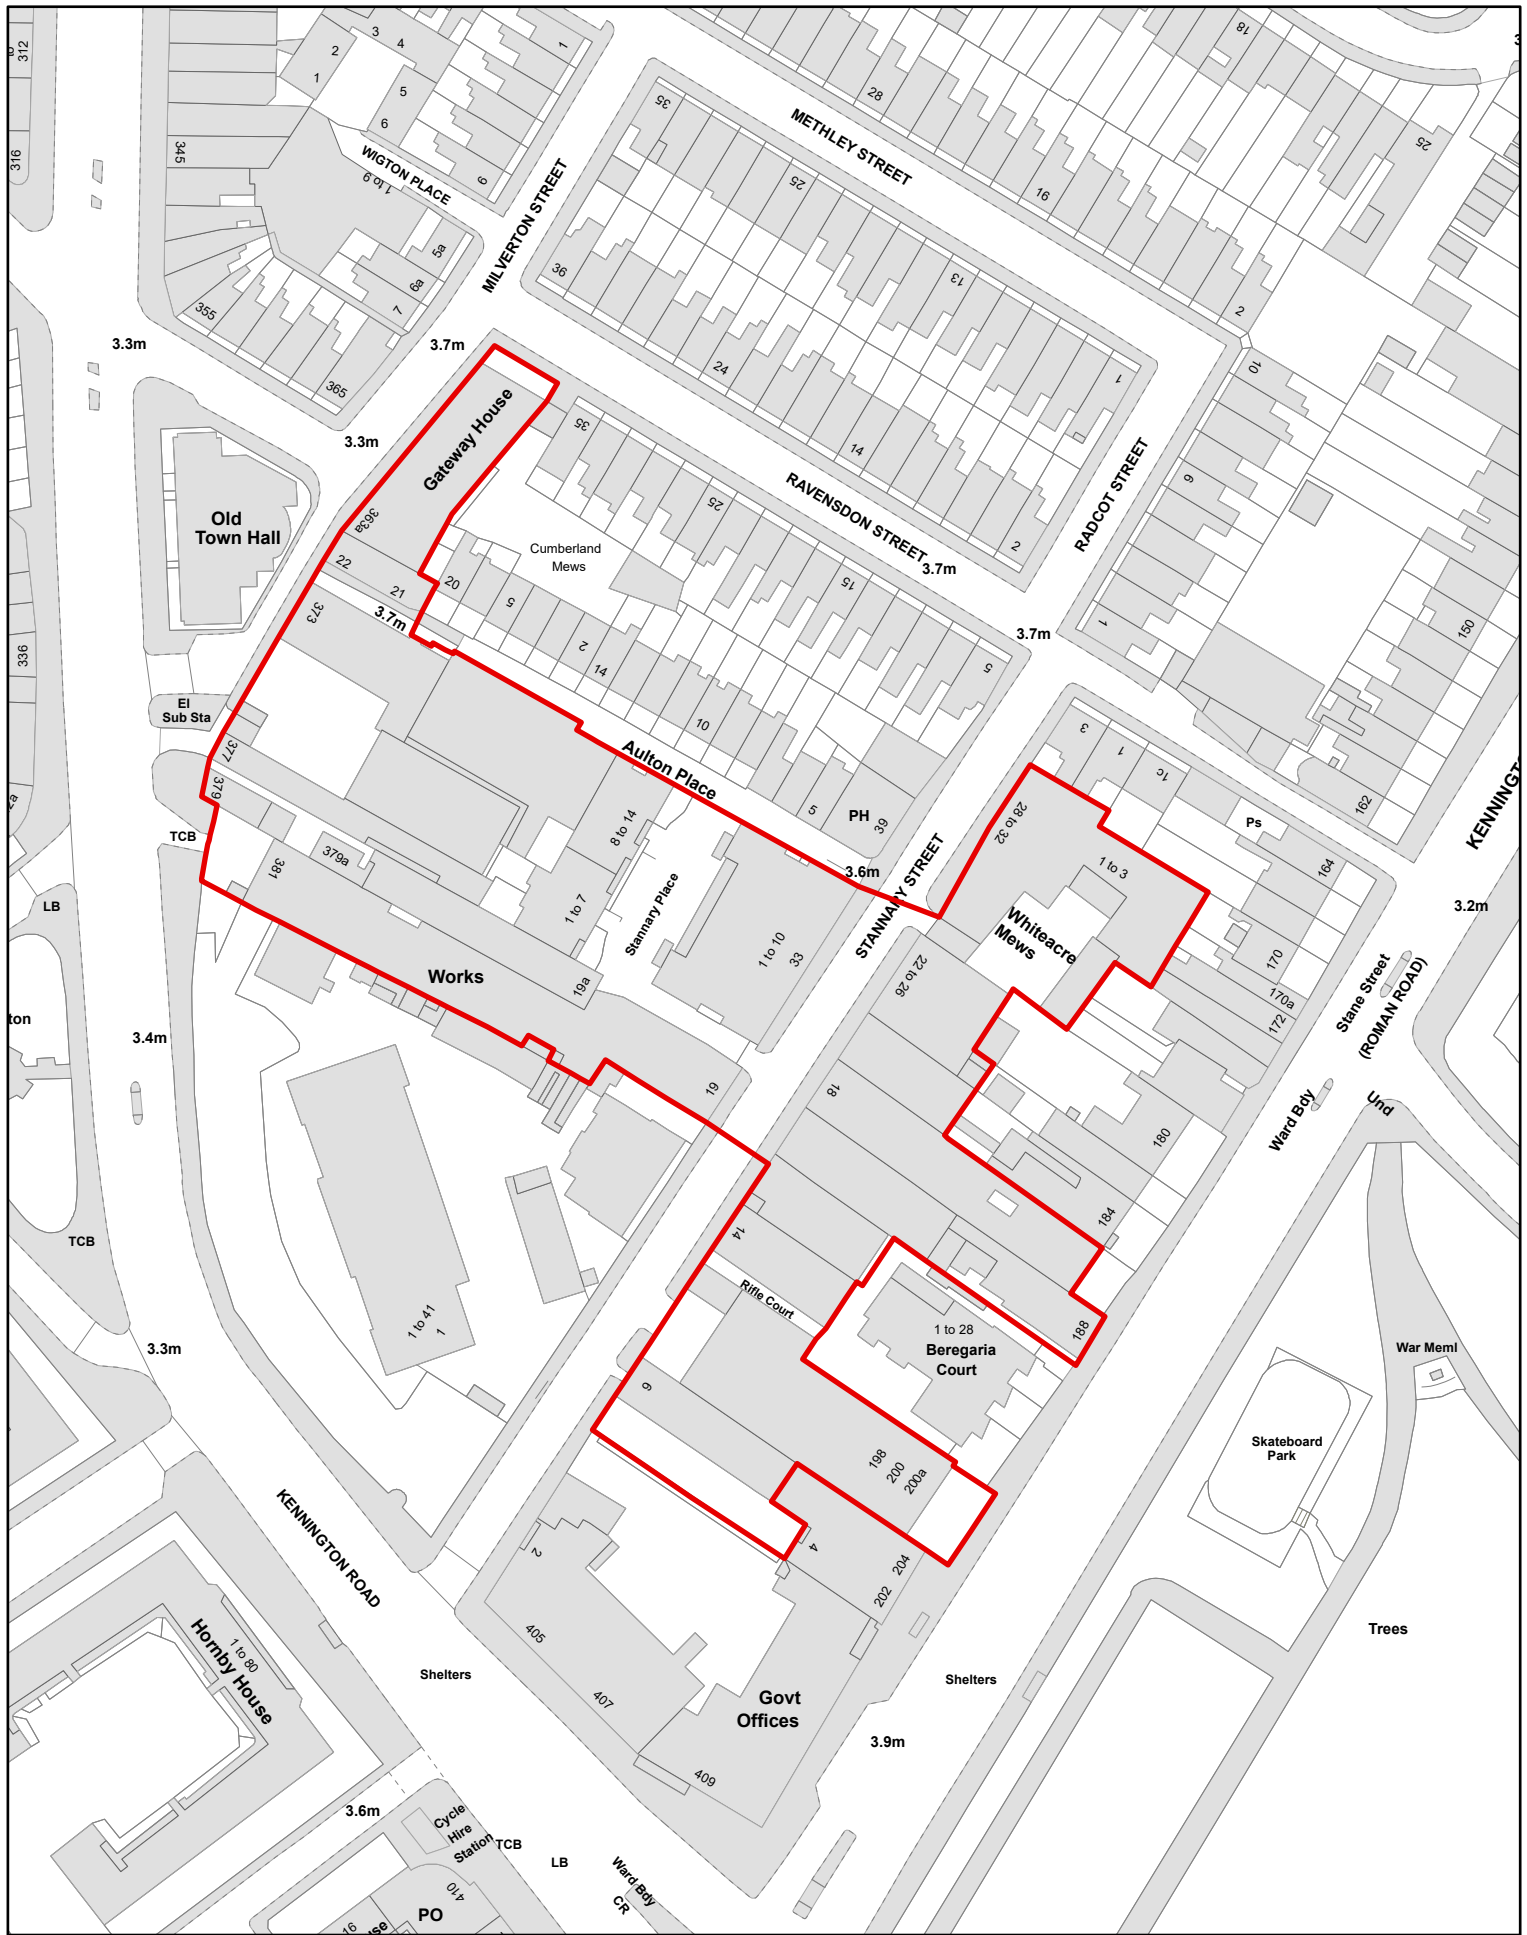 312
316
345
2
1
3
4
5
6
1
9
WIGTON PLACE
1 to 9
5a
6a
7
355
365
MILVERTON STREET
35
36
METHLEY STREET
28
18
25
16
25
13
24
14
1
2
2
10
9
1
RADCOT STREET
RAVENSDON STREET
3.3m
3.7m
3.3m
Gateway House
363a
35
25
15
5
Old
Town Hall
22
21
20
5
2
14
10
5
Cumberland
Mews
3.7m
3.7m
3.7m
373
336
El
Sub Sta
377
379
TCB
379a
381
Aulton Place
8 to 14
1 to 7
Stannary Place
1 to 10
33
PH
39
3.6m
STANNARY STREET
3
1
1c
Ps
28 to 32
1 to 3
Whiteacre
Mews
22 to 26
150
162
164
170
170a
172
180
184
188
KENNINGT
3.2m
Stane Street
(ROMAN ROAD)
Ward Bdy
Und
LB
ton
3.4m
Works
19a
19
18
14
Rifle Court
1 to 28
Beregaria
Court
9
198
200
200a
4
204
202
1 to 41
1
TCB
3.3m
War Meml
Skateboard
Park
Trees
KENNINGTON ROAD
2
405
407
409
Govt
Offices
Shelters
Shelters
3.9m
Hornby House
1 to 80
3.6m
Cycle
Hire
Station
TCB
LB
Ward Bdy
CR
410
PO
16
use